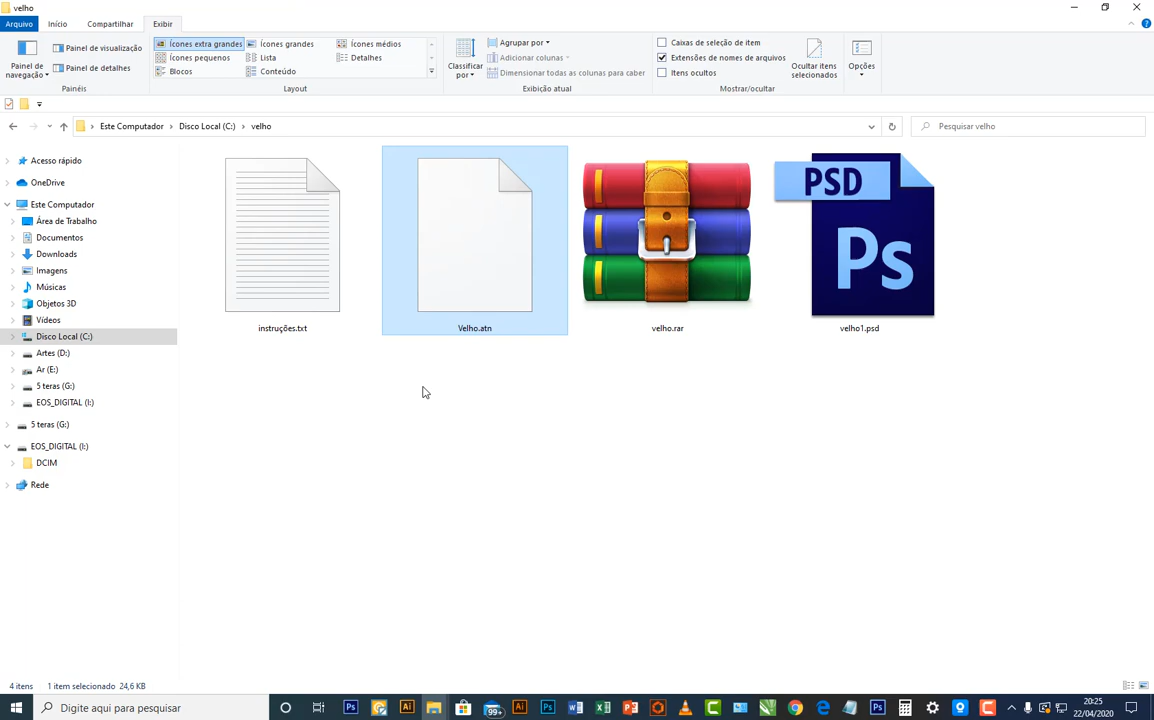 velho
Arquivo
Início
Compartilhar
Exibir
Painel de navegação
Painel de visualização
Painel de detalhes
Painéis
Ícones extra grandes
Ícones grandes
Ícones médios
Ícones pequenos
Lista
Detalhes
Blocos
Conteúdo
Layout
Classificar por
Agrupar por
Adicionar colunas
Dimensionar todas as colunas para caber
Exibição atual
Caixas de seleção de item
Extensões de nomes de arquivos
Itens ocultos
Ocultar itens selecionados
Mostrar/ocultar
Opções
Este Computador
Disco Local (C:)
velho
Pesquisar velho
Acesso rápido
OneDrive
Este Computador
Área de Trabalho
Documentos
Downloads
Imagens
Músicas
Objetos 3D
Vídeos
Disco Local (C:)
Artes (D:)
Ar (E:)
5 teras (G:)
EOS_DIGITAL (I:)
5 teras (G:)
EOS_DIGITAL (I:)
DCIM
Rede
PSD
Ps
instruções.txt
Velho.atn
velho.rar
velho1.psd
4 itens
1 item selecionado 24,6 KB
Digite aqui para pesquisar
Ps
Ai
99+
Ai
Ps
Ps
20:25
22/04/2020